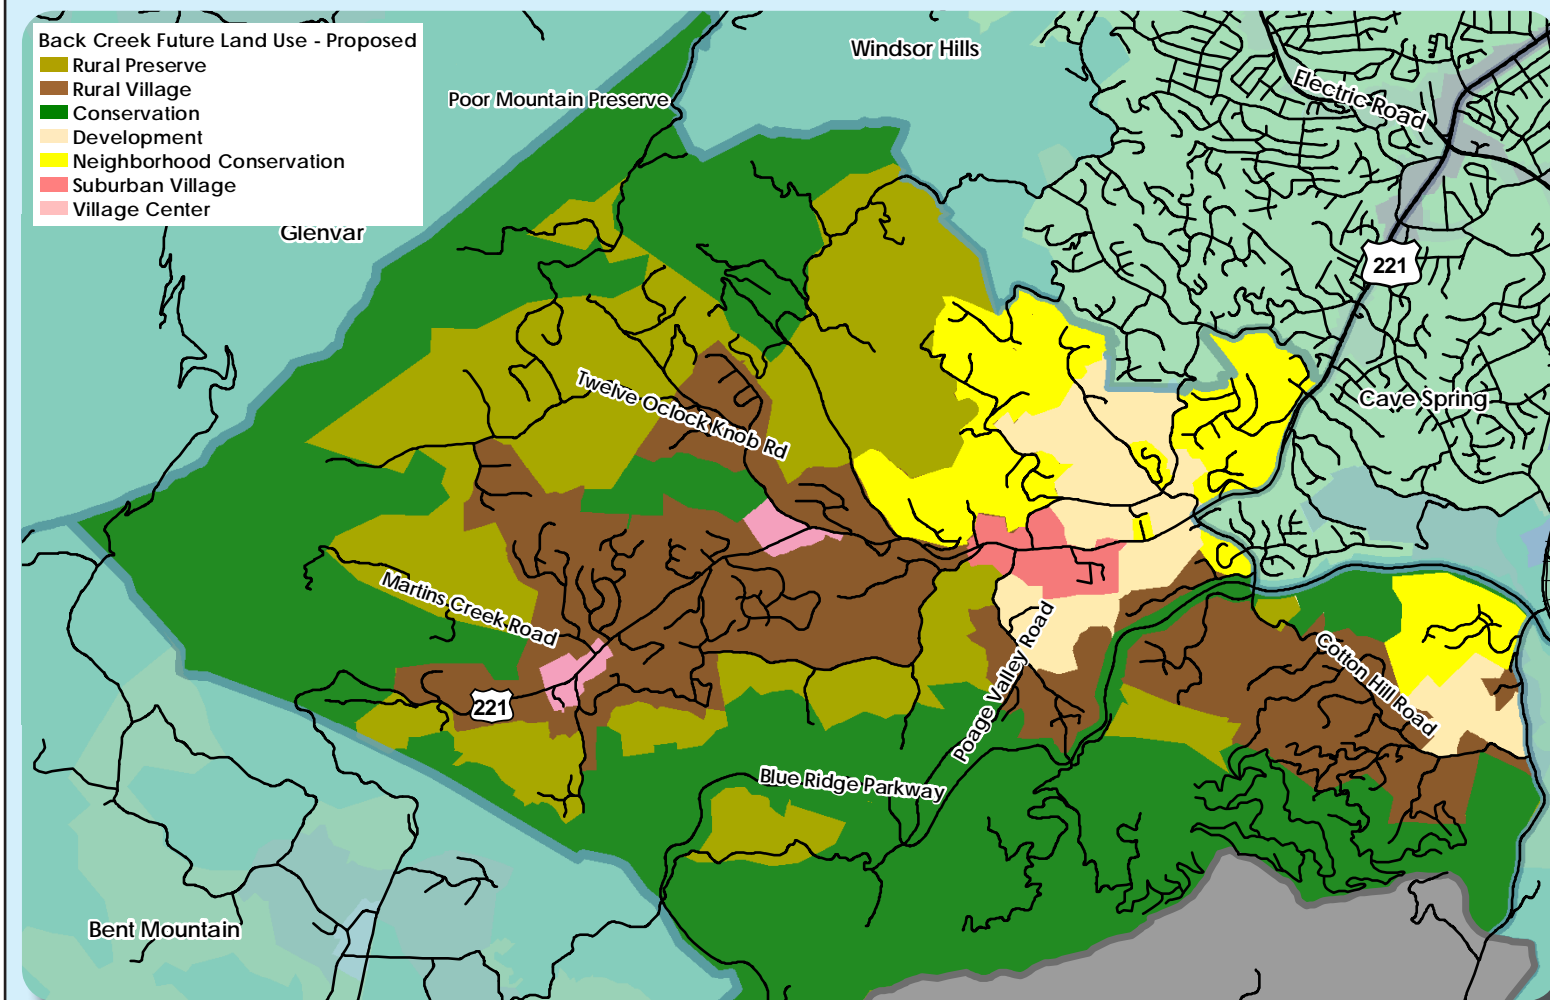 Back Creek Future Land Use - Proposed
Rural Preserve
Rural Village
Conservation
Development
Neighborhood Conservation
Suburban Village
Village Center
Windsor Hills
Poor Mountain Preserve
Electric Road
Glenvar
221
Twelve Oclock Knob Rd
Cave Spring
Martins Creek Road
Poage Valley Road
Cotton Hill Road
221
Blue Ridge Parkway
Bent Mountain